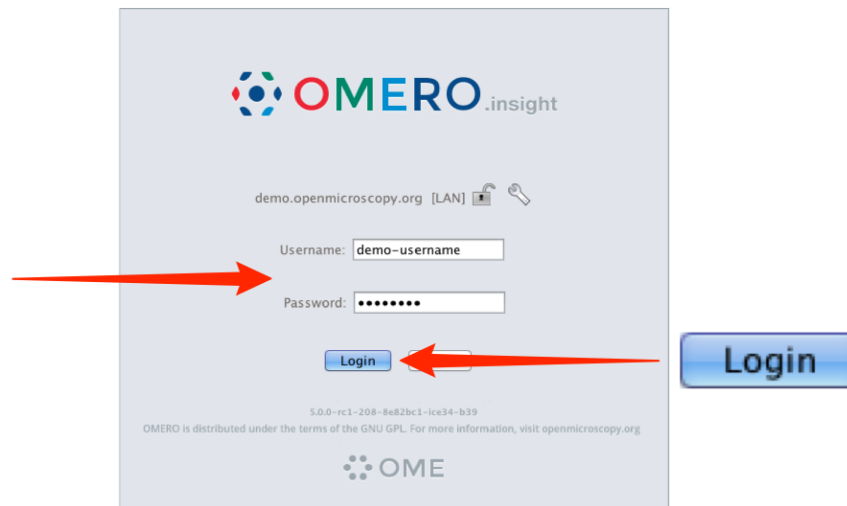 OMERO.insight
demo.openmicroscopy.org [LAN]
Username: demo-username
Password: ••••••••
Login
Login
5.0.0-rc1-208-8e82bc1-ice34-b39
OMERO is distributed under the terms of the GNU GPL. For more information, visit openmicroscopy.org
OME